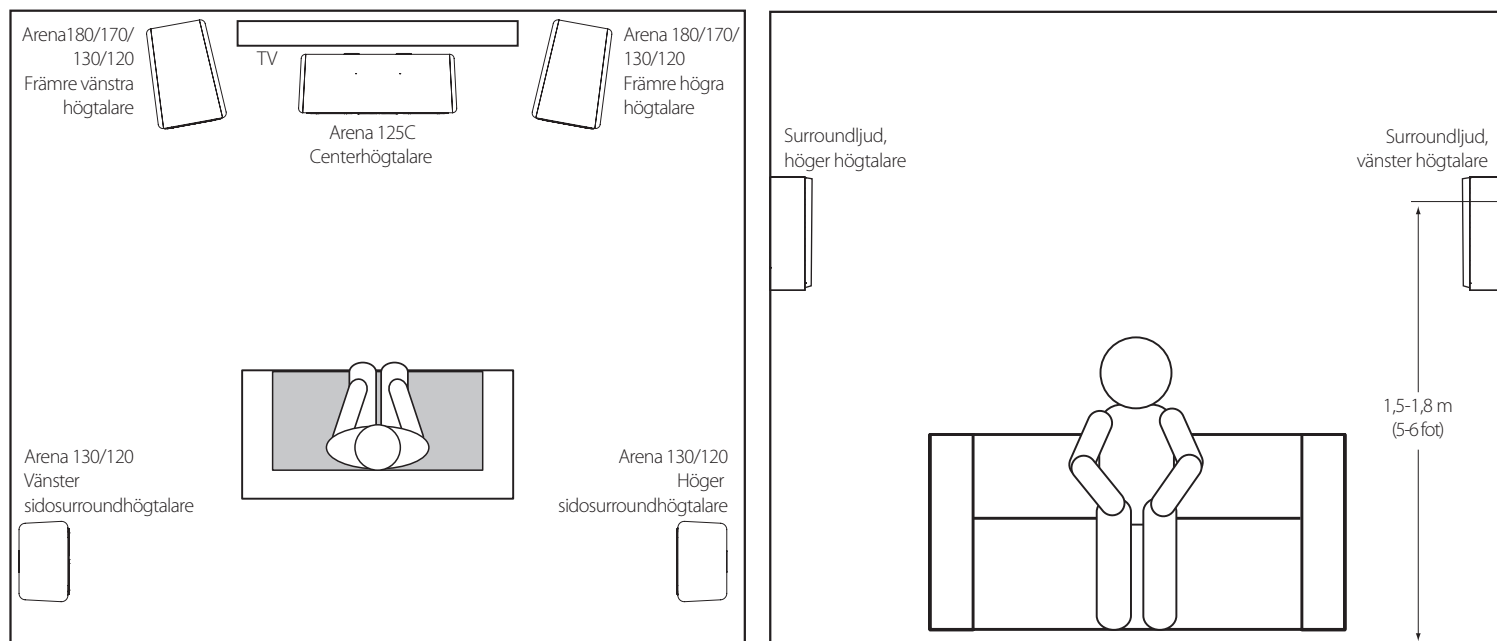 Arena180/170/
130/120
Främre vänstra
högtalare
TV
Arena 125C
Centerhögtalare
Arena 180/170/
130/120
Främre högra
högtalare
Arena 130/120
Vänster
sidosurroundhögtalare
Arena 130/120
Höger
sidosurroundhögtalare
Surroundljud,
höger högtalare
Surroundljud,
vänster högtalare
1,5-1,8 m
(5-6 fot)